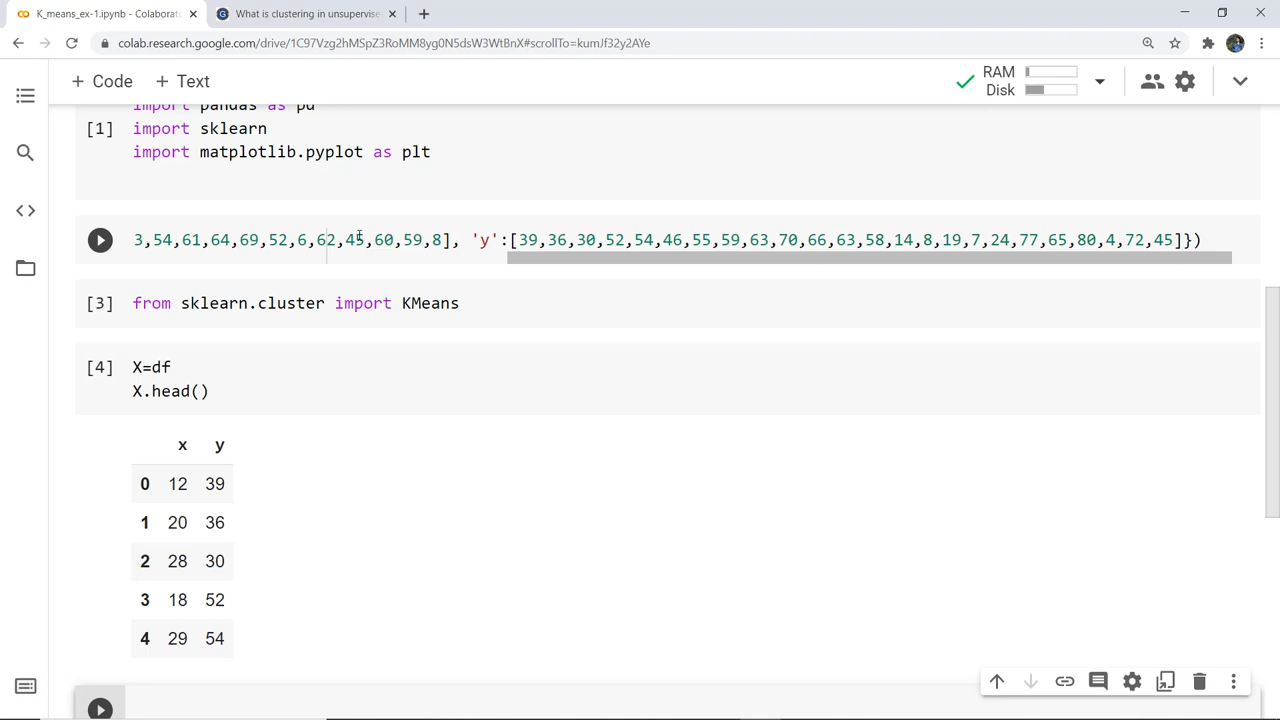 K_means_ex-1.ipynb - Colaborato
What is clustering in unsupervise
colab.research.google.com/drive/1C97Vzg2hMSpZ3RoMM8yg0N5dsW3WtBnX#scrollTo=kumJf32y2AYe
+ Code + Text
RAM
Disk
import pandas as pd
[1] import sklearn
import matplotlib.pyplot as plt
3,54,61,64,69,52,6,62,45,60,59,8], 'y':[39,36,30,52,54,46,55,59,63,70,66,63,58,14,8,19,7,24,77,65,80,4,72,45]})
[3] from sklearn.cluster import KMeans
[4] X=df
X.head()
x y
0 12 39
1 20 36
2 28 30
3 18 52
4 29 54